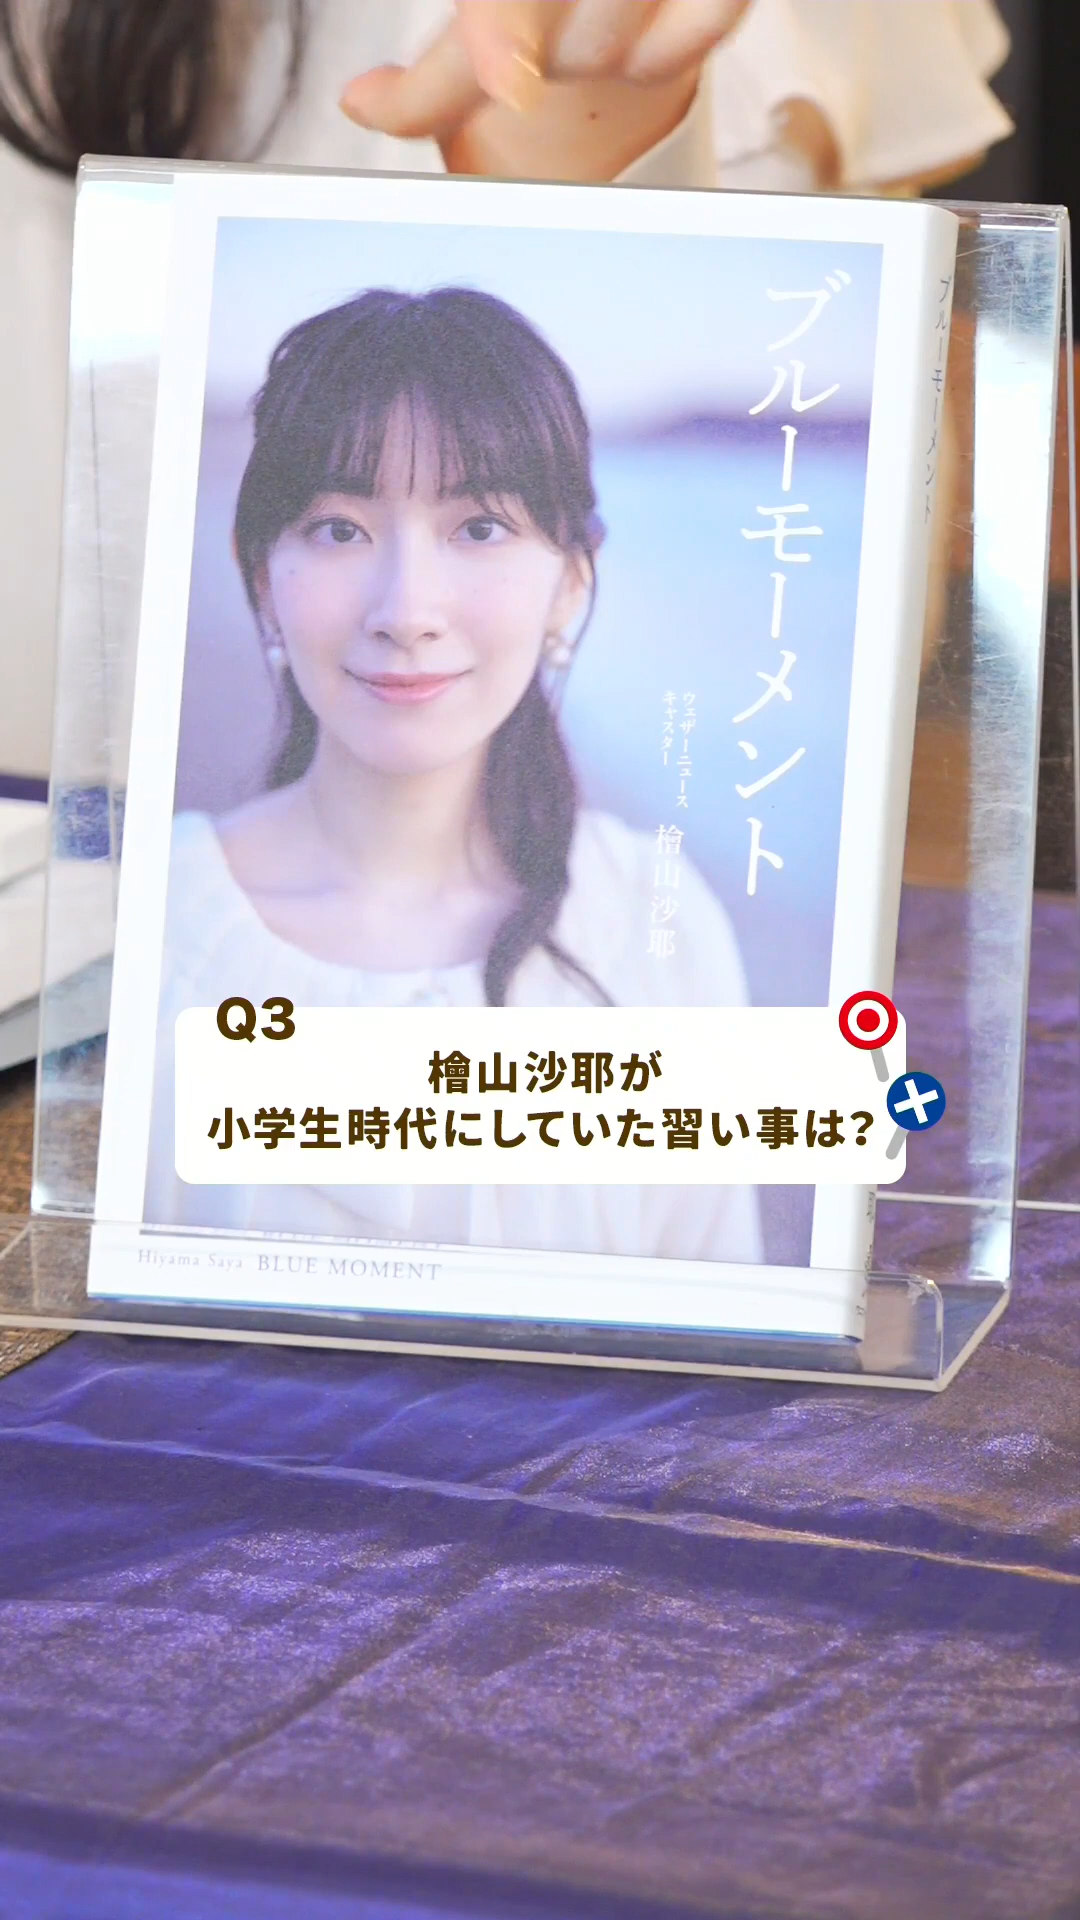 ブルーモーメント
ウェザーニュース
キャスター
檜山沙耶
ブルーモーメント
Q3
檜山沙耶が
小学生時代にしていた習い事は?
Hiyama Saya BLUE MOMENT